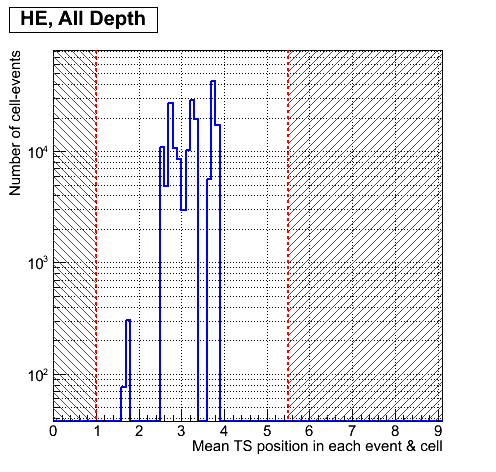 HE, All Depth
Number of cell-events
10^4
10^3
10^2
0 1 2 3 4 5 6 7 8 9
Mean TS position in each event & cell